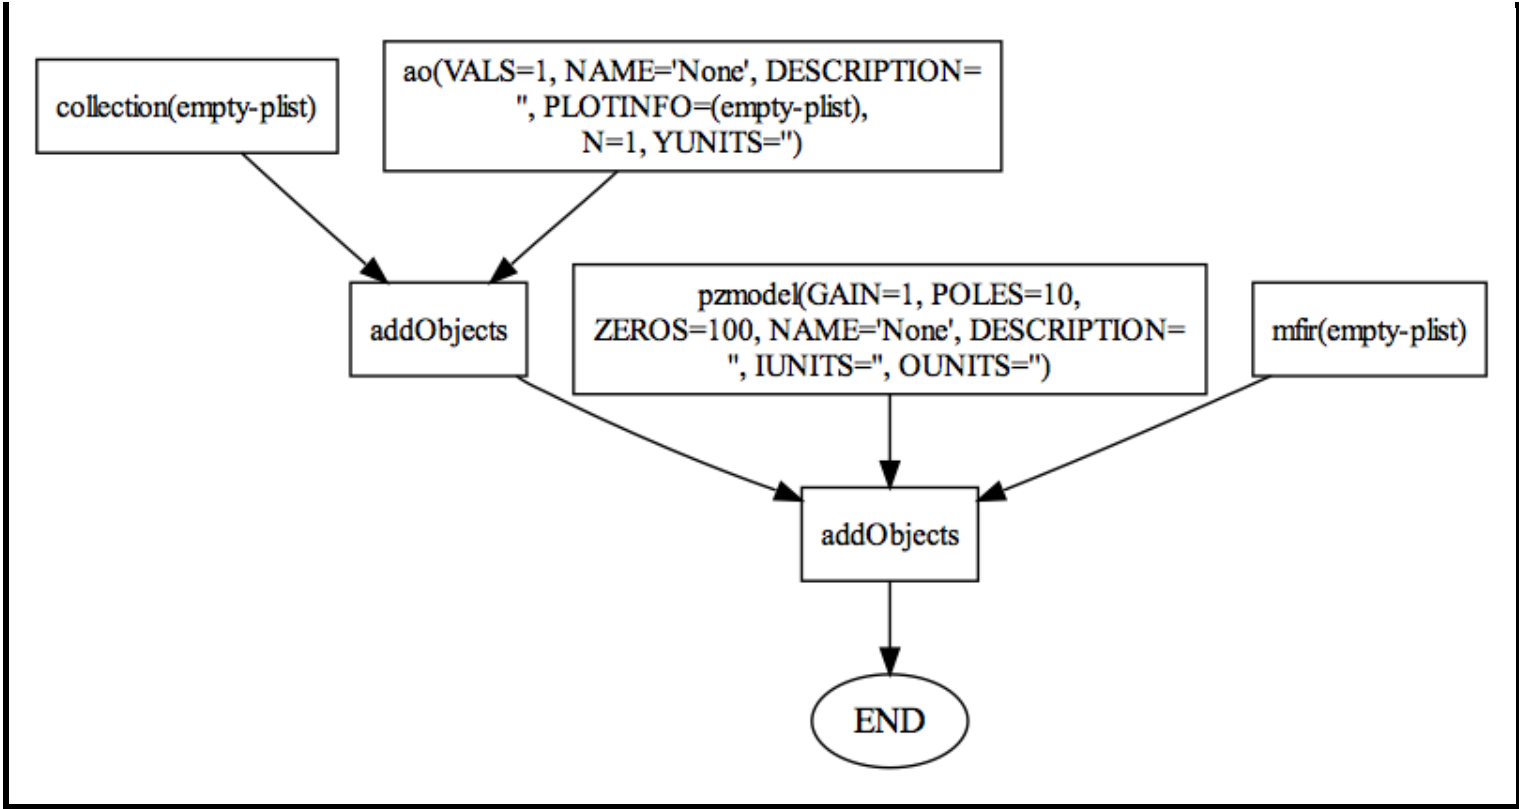 collection(empty-plist)
ao(VALS=1, NAME='None', DESCRIPTION=
'', PLOTINFO=(empty-plist),
N=1, YUNITS='')
addObjects
pzmodel(GAIN=1, POLES=10,
ZEROS=100, NAME='None', DESCRIPTION=
'', IUNITS='', OUNITS='')
mfir(empty-plist)
addObjects
END